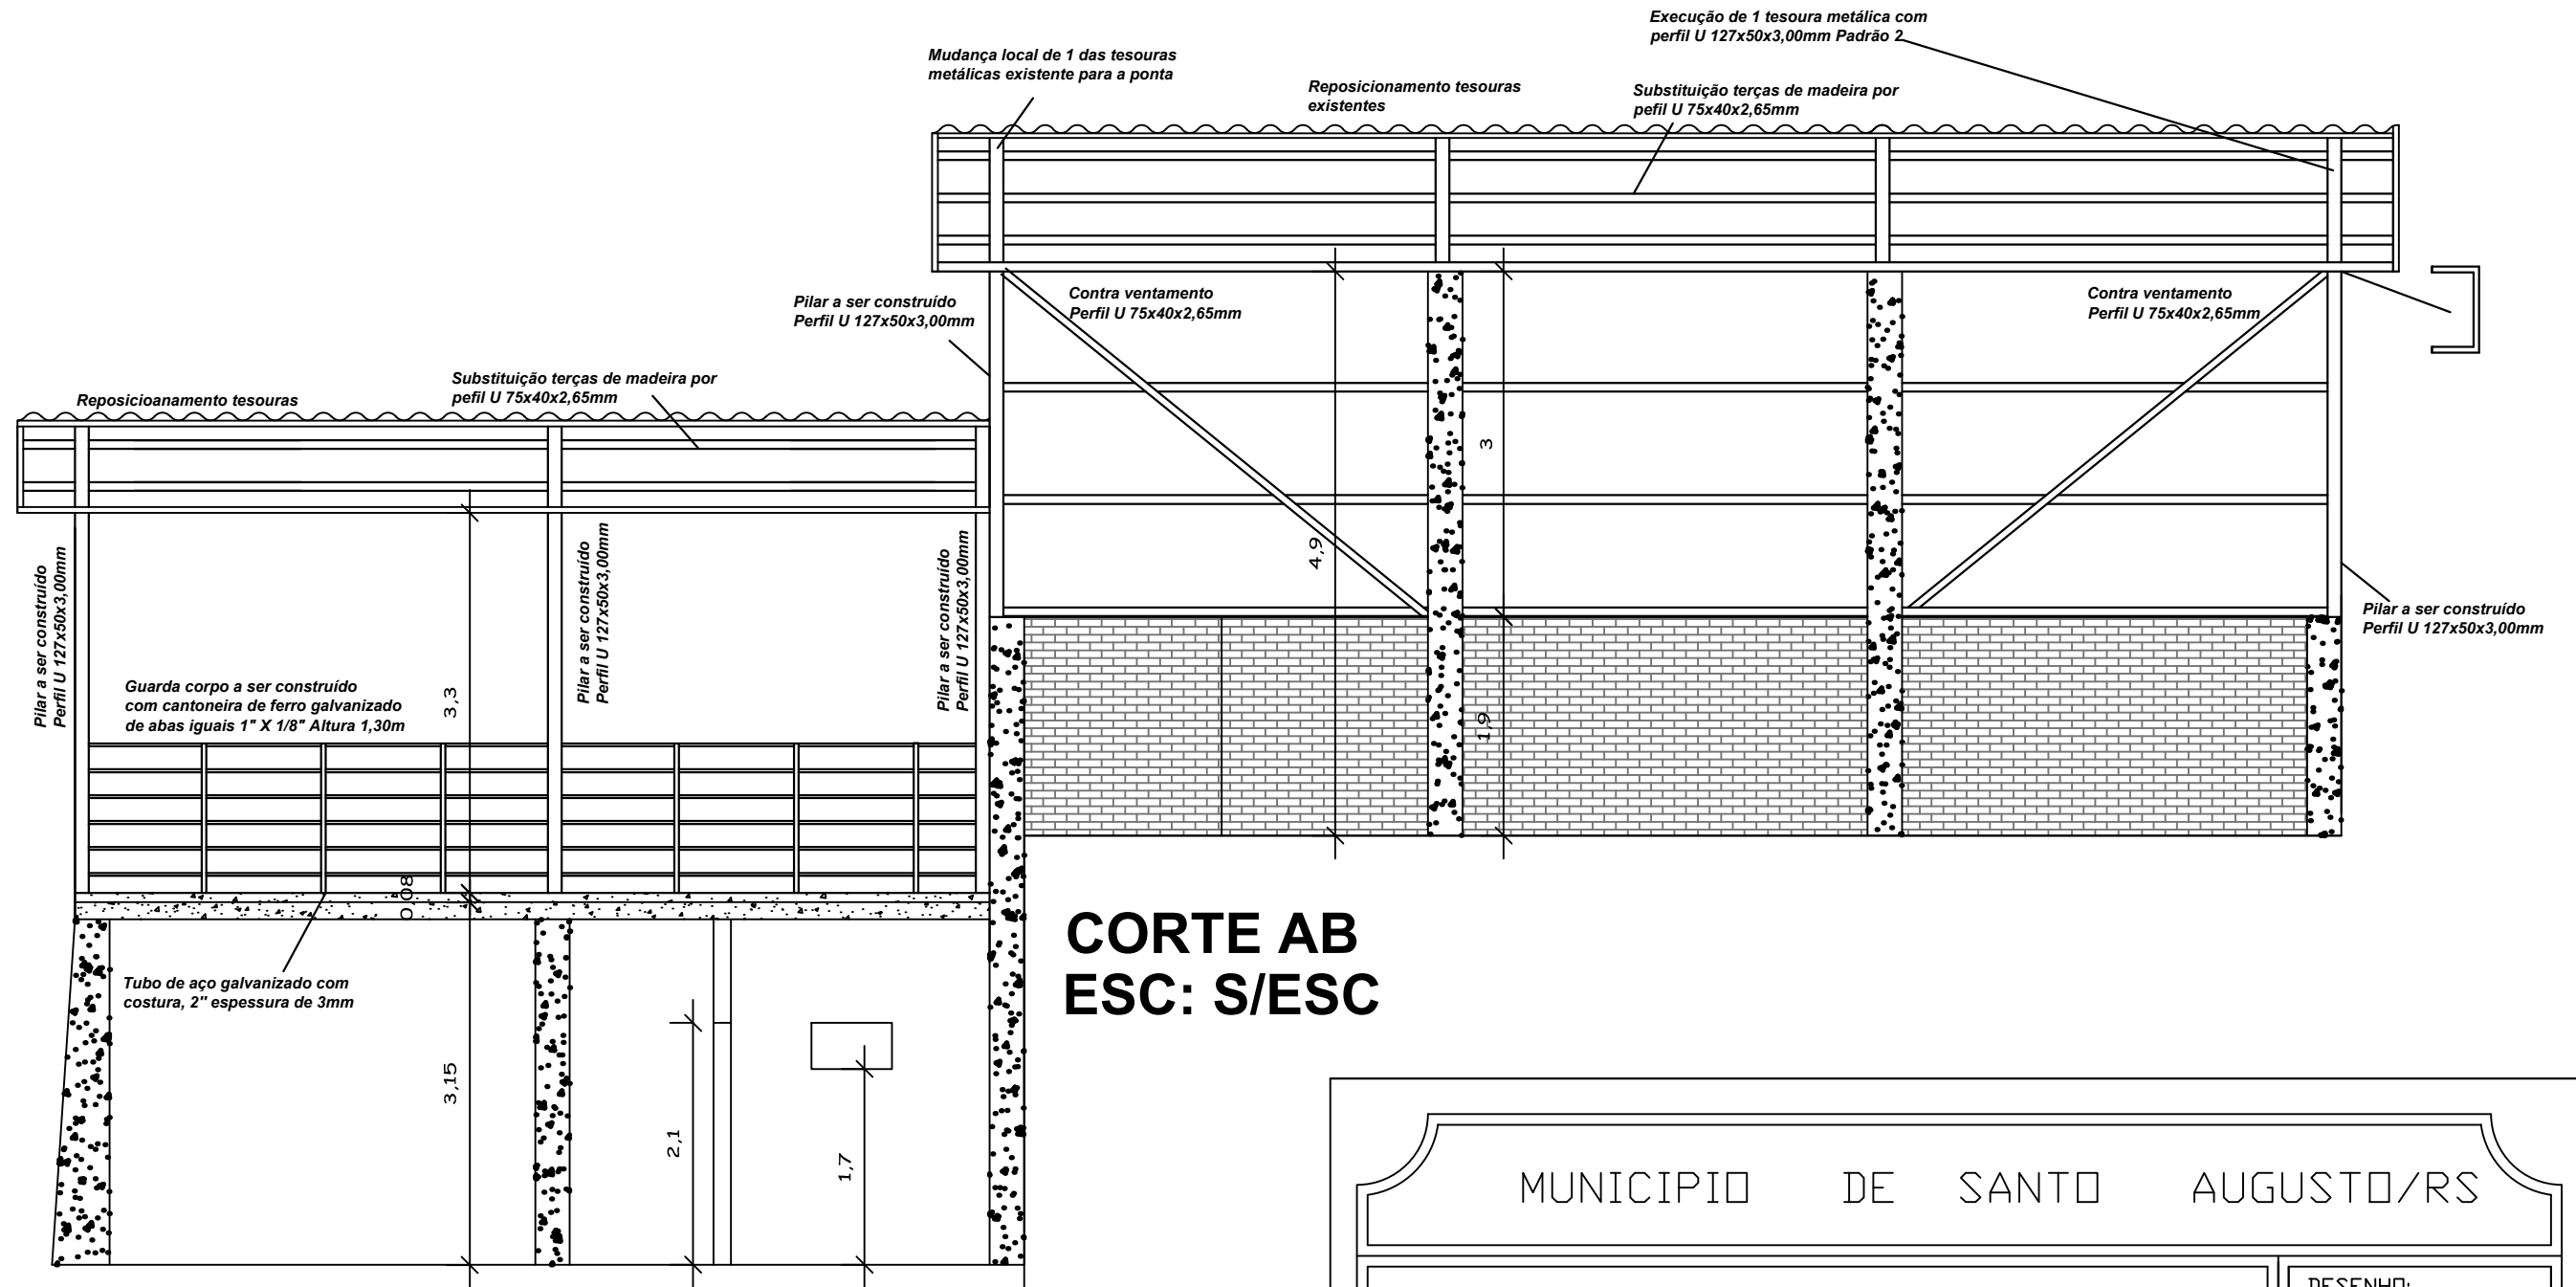 Execução de 1 tesoura metálica com
perfil U 127x50x3,00mm Padrão 2
Mudança local de 1 das tesouras
metálicas existente para a ponta
Reposicionamento tesouras
existentes
Substituição terças de madeira por
pefil U 75x40x2,65mm
Pilar a ser construído
Perfil U 127x50x3,00mm
Contra ventamento
Perfil U 75x40x2,65mm
Contra ventamento
Perfil U 75x40x2,65mm
Reposicioanamento tesouras
Substituição terças de madeira por
pefil U 75x40x2,65mm
3
4,9
Pilar a ser construído
Perfil U 127x50x3,00mm
Pilar a ser construído
Perfil U 127x50x3,00mm
Pilar a ser construído
Perfil U 127x50x3,00mm
Pilar a ser construído
Perfil U 127x50x3,00mm
Guarda corpo a ser construído
com cantoneira de ferro galvanizado
de abas iguais 1" X 1/8" Altura 1,30m
3,3
1,9
0,08
CORTE AB
ESC: S/ESC
Tubo de aço galvanizado com
costura, 2" espessura de 3mm
3,15
2,1
1,7
MUNICIPIO DE SANTO AUGUSTO/RS
DESENHO: